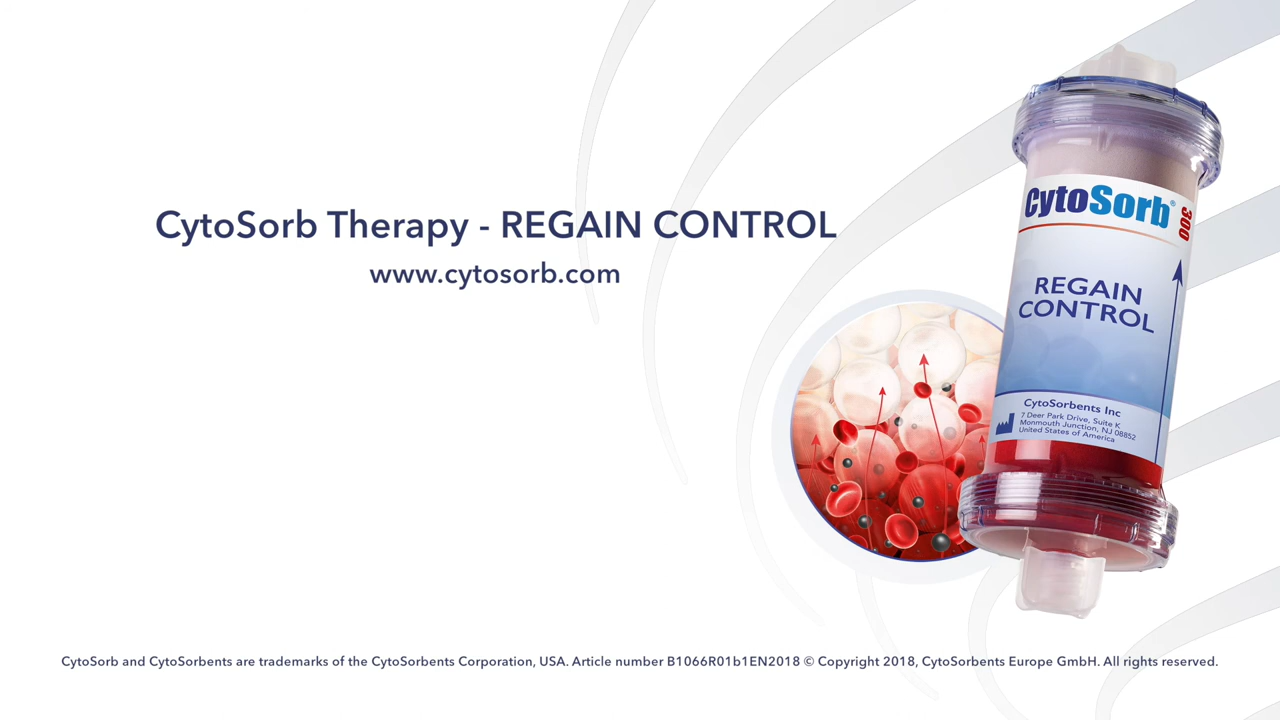 CytoSorb Therapy - REGAIN CONTROL
www.cytosorb.com
CytoSorb® 300
REGAIN
CONTROL
CytoSorbents Inc
7 Deer Park Drive, Suite K
Monmouth Junction, NJ 08852
United States of America
CytoSorb and CytoSorbents are trademarks of the CytoSorbents Corporation, USA. Article number B1066R01b1EN2018 © Copyright 2018, CytoSorbents Europe GmbH. All rights reserved.